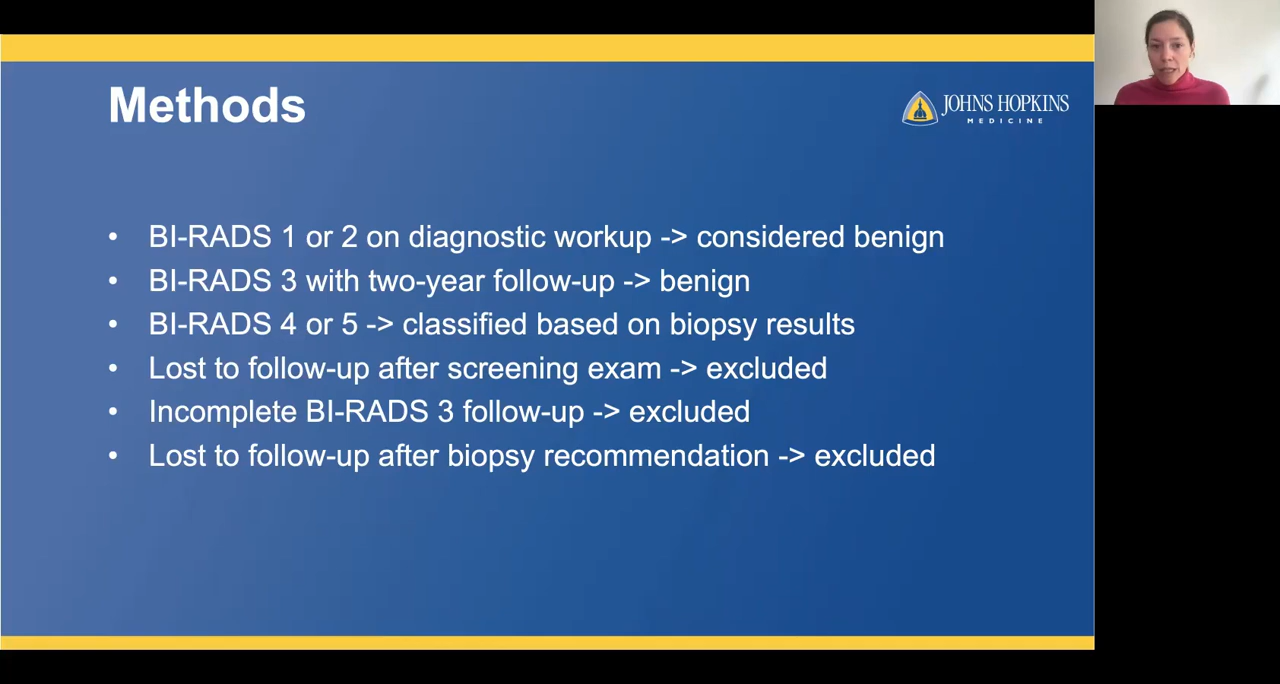 Methods
JOHNS HOPKINS
MEDICINE
• BI-RADS 1 or 2 on diagnostic workup -> considered benign
• BI-RADS 3 with two-year follow-up -> benign
• BI-RADS 4 or 5 -> classified based on biopsy results
• Lost to follow-up after screening exam -> excluded
• Incomplete BI-RADS 3 follow-up -> excluded
• Lost to follow-up after biopsy recommendation -> excluded